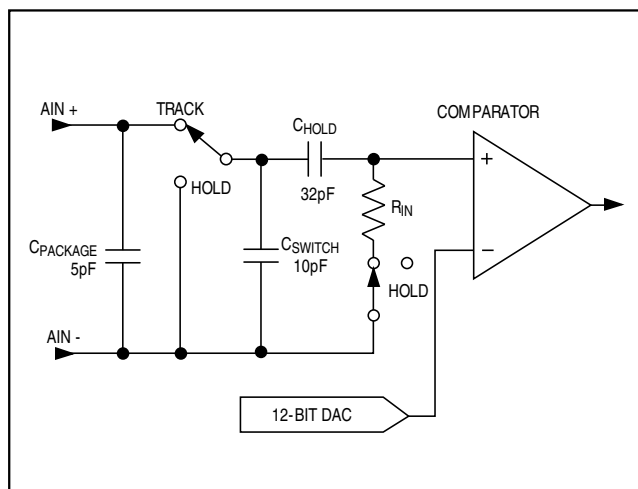 AIN +
TRACK
HOLD
CPACKAGE
5pF
CSWITCH
10pF
CHOLD
32pF
RIN
HOLD
COMPARATOR
+
−
AIN -
12-BIT DAC